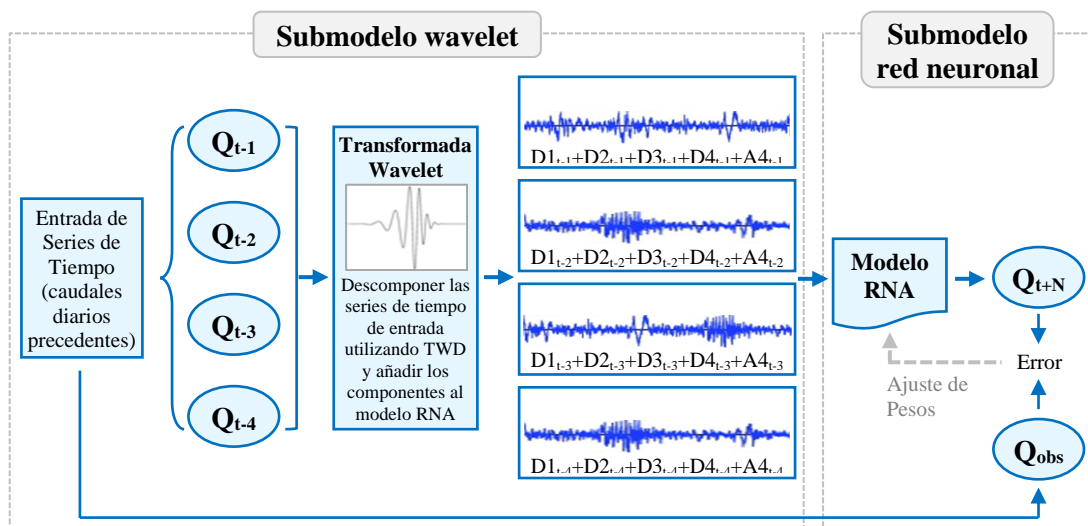 Submodelo wavelet
Submodelo
red neuronal
Entrada de
Series de
Tiempo
(caudales
diarios
precedentes)
Qt-1
Qt-2
Qt-3
Qt-4
Transformada
Wavelet
Descomponer las
series de tiempo
de entrada
utilizando TWD
y añadir los
componentes al
modelo RNA
D1t-1+D2t-1+D3t-1+D4t-1+A4t-1
D1t-2+D2t-2+D3t-2+D4t-2+A4t-2
D1t-3+D2t-3+D3t-3+D4t-3+A4t-3
D1t-4+D2t-4+D3t-4+D4t-4+A4t-4
Modelo
RNA
Qt+N
Error
Ajuste de
Pesos
Qobs